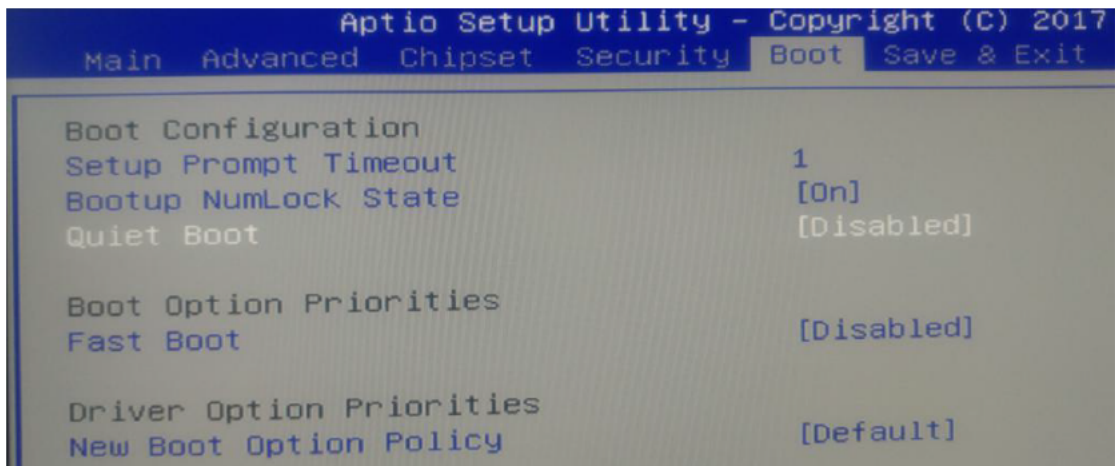 Aptio Setup Utility – Copyright (C) 2017
Main Advanced Chipset Security Boot Save & Exit
Boot Configuration
Setup Prompt Timeout 1
Bootup NumLock State [On]
Quiet Boot [Disabled]
Boot Option Priorities
Fast Boot [Disabled]
Driver Option Priorities
New Boot Option Policy [Default]